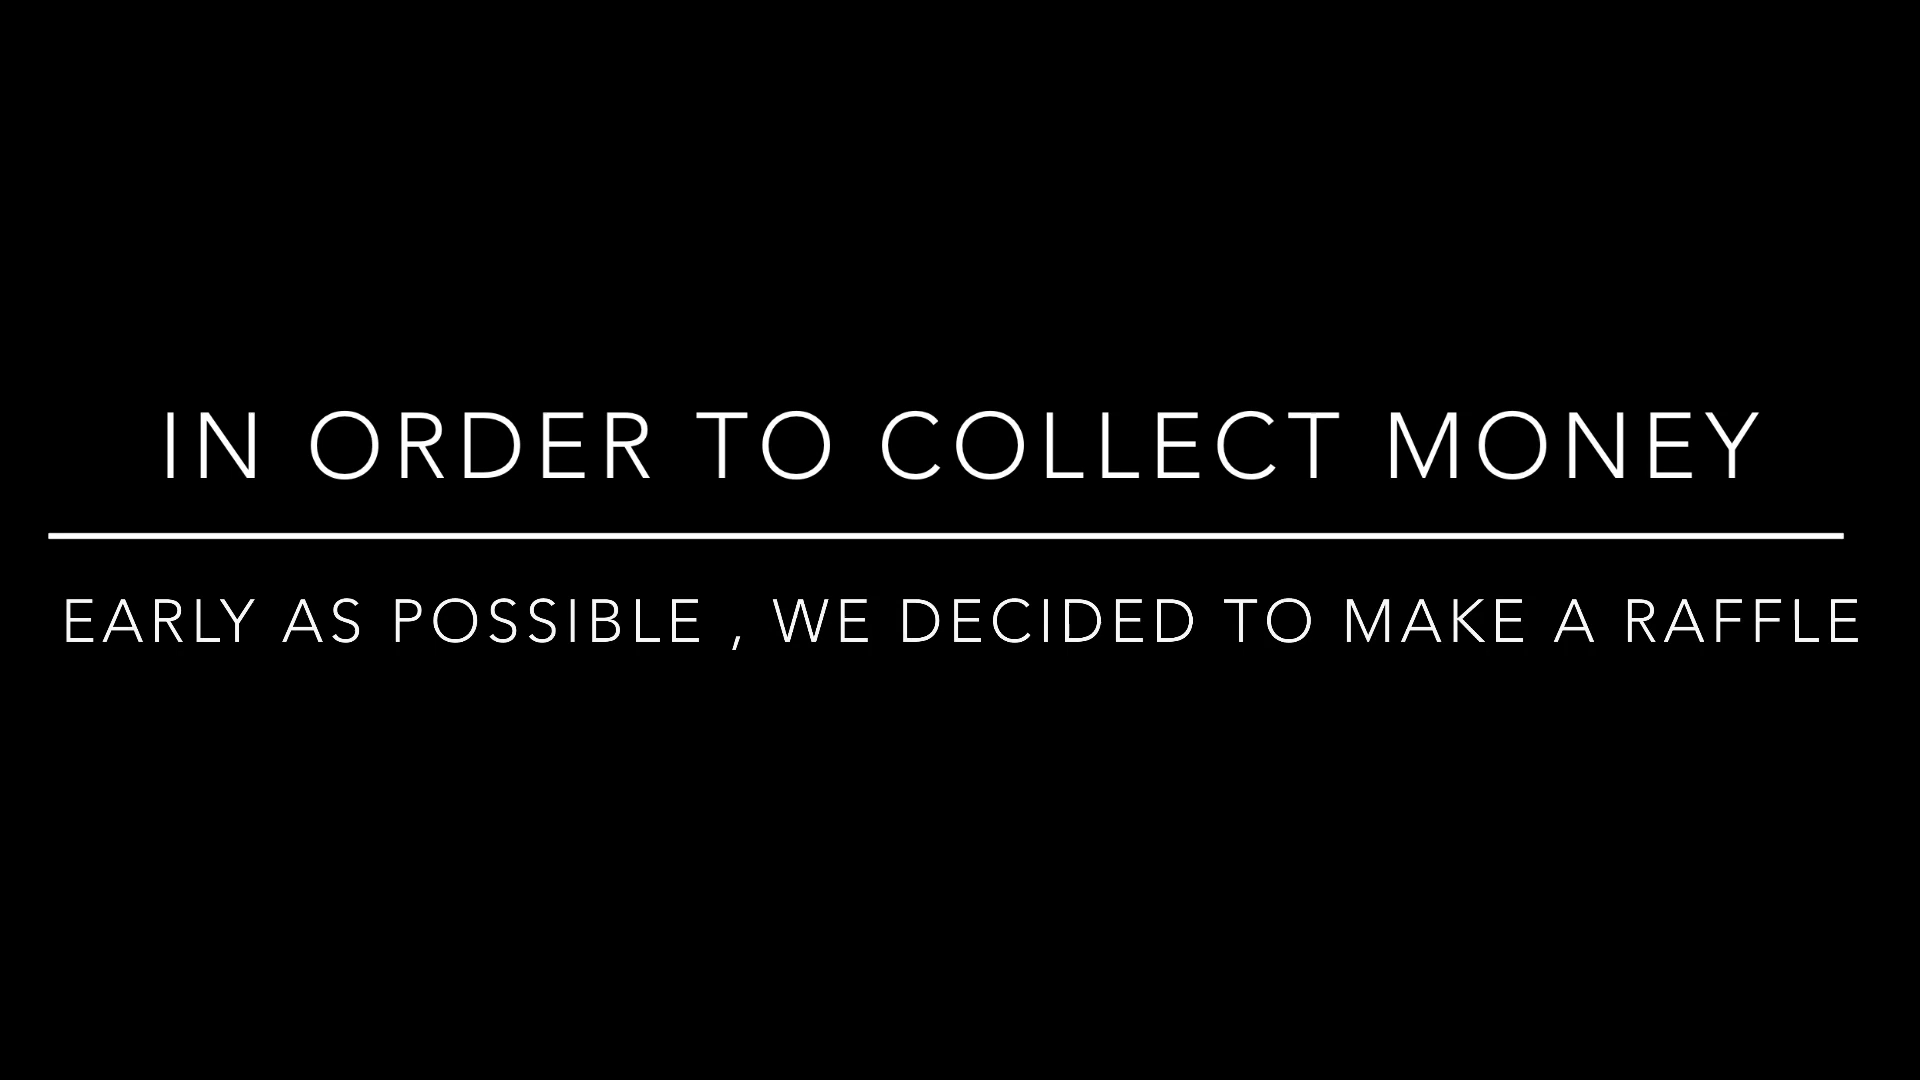 IN ORDER TO COLLECT MONEY
EARLY AS POSSIBLE , WE DECIDED TO MAKE A RAFFLE